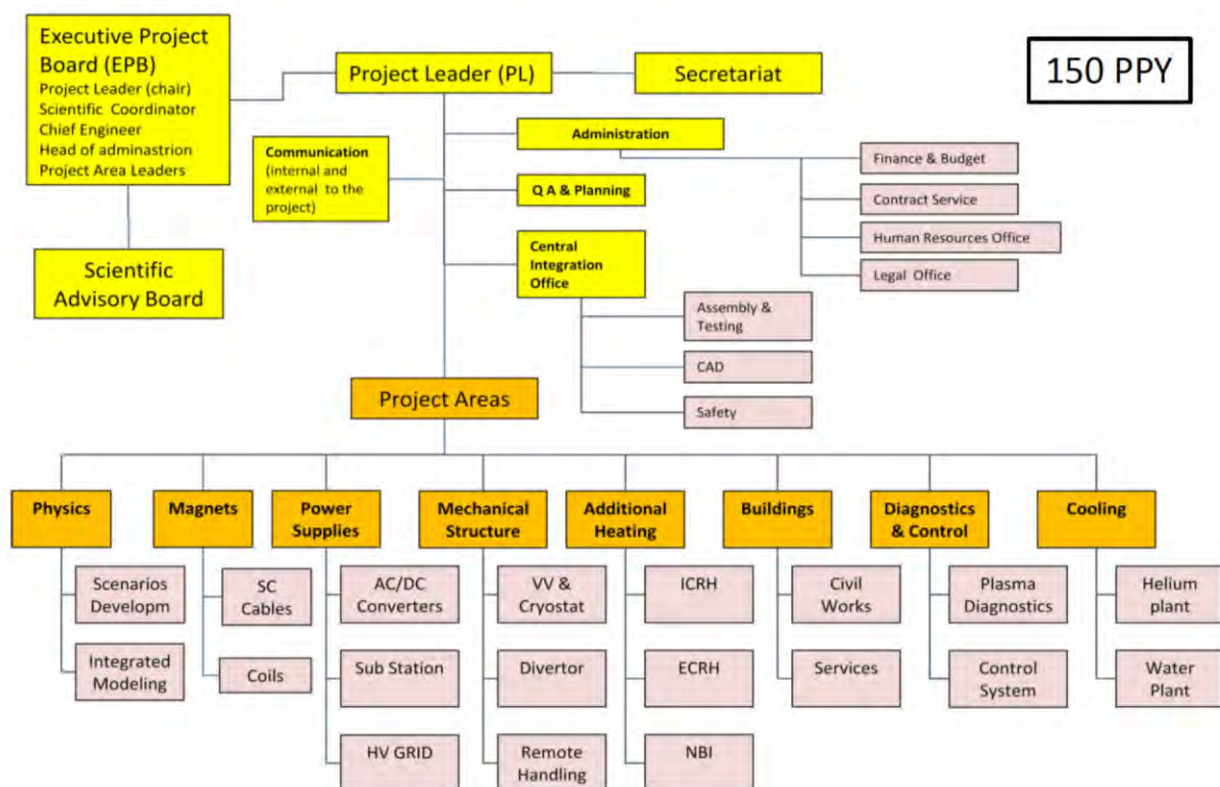 Executive Project
Board (EPB)
Project Leader (chair)
Scientific Coordinator
Chief Engineer
Head of adminastrion
Project Area Leaders
Project Leader (PL)
Secretariat
150 PPY
Communication
(internal and
external to the
project)
Administration
Finance & Budget
Contract Service
Human Resources Office
Legal Office
Q A & Planning
Central
Integration
Office
Scientific
Advisory Board
Assembly &
Testing
CAD
Safety
Project Areas
Physics
Scenarios
Developm
Integrated
Modeling
Magnets
SC
Cables
Coils
Power
Supplies
AC/DC
Converters
Sub Station
HV GRID
Mechanical
Structure
VV &
Cryostat
Divertor
Remote
Handling
Additional
Heating
ICRH
ECRH
NBI
Buildings
Civil
Works
Services
Diagnostics
& Control
Plasma
Diagnostics
Control
System
Cooling
Helium
plant
Water
Plant